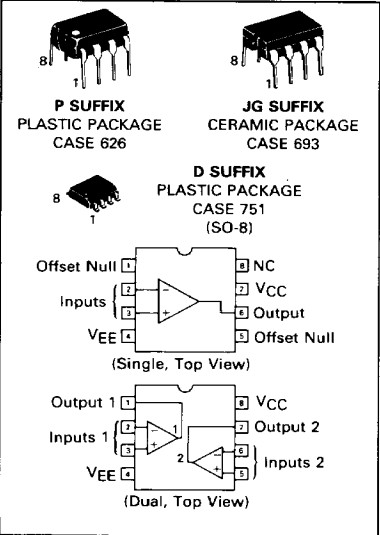 8
1
P SUFFIX
PLASTIC PACKAGE
CASE 626
8
1
JG SUFFIX
CERAMIC PACKAGE
CASE 693
8
1
D SUFFIX
PLASTIC PACKAGE
CASE 751
(SO-8)
Offset Null 1
8 NC
2 −
Inputs
3 +
7 VCC
6 Output
VEE 4
5 Offset Null
(Single, Top View)
Output 1 1
8 VCC
2 − 1
Inputs 1
3 +
7 Output 2
2 − 6
Inputs 2
+ 5
VEE 4
(Dual, Top View)